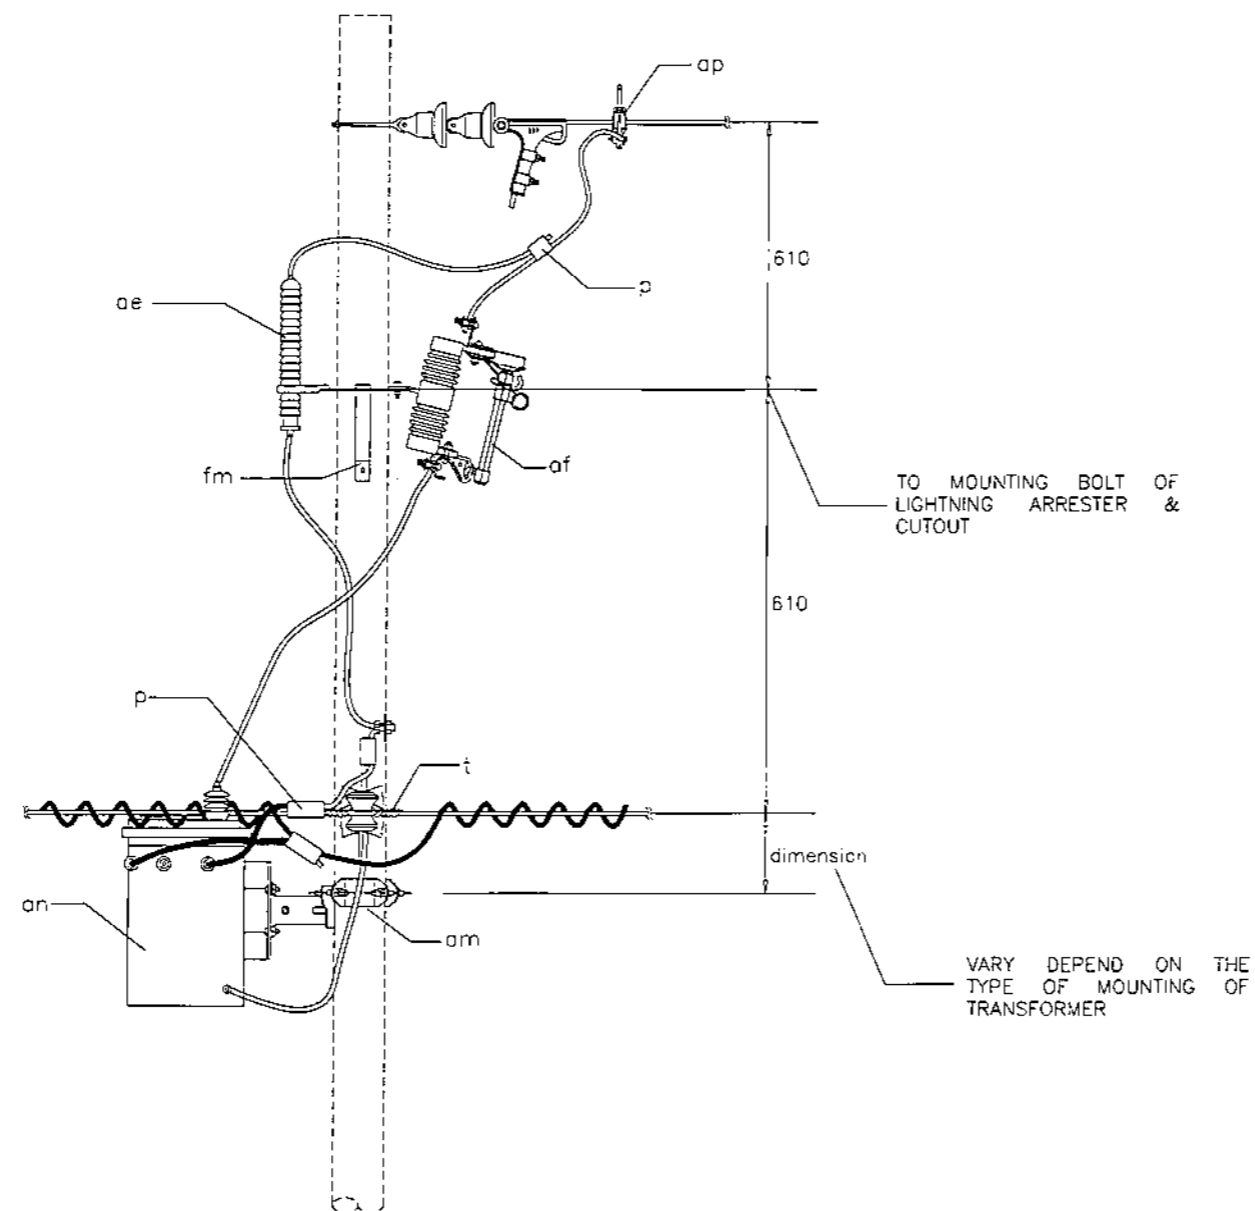 ap
610
p
ae
fm
af
TO MOUNTING BOLT OF
LIGHTNING ARRESTER &
CUTOUT
610
p
t
dimension
an
am
VARY DEPEND ON THE
TYPE OF MOUNTING OF
TRANSFORMER